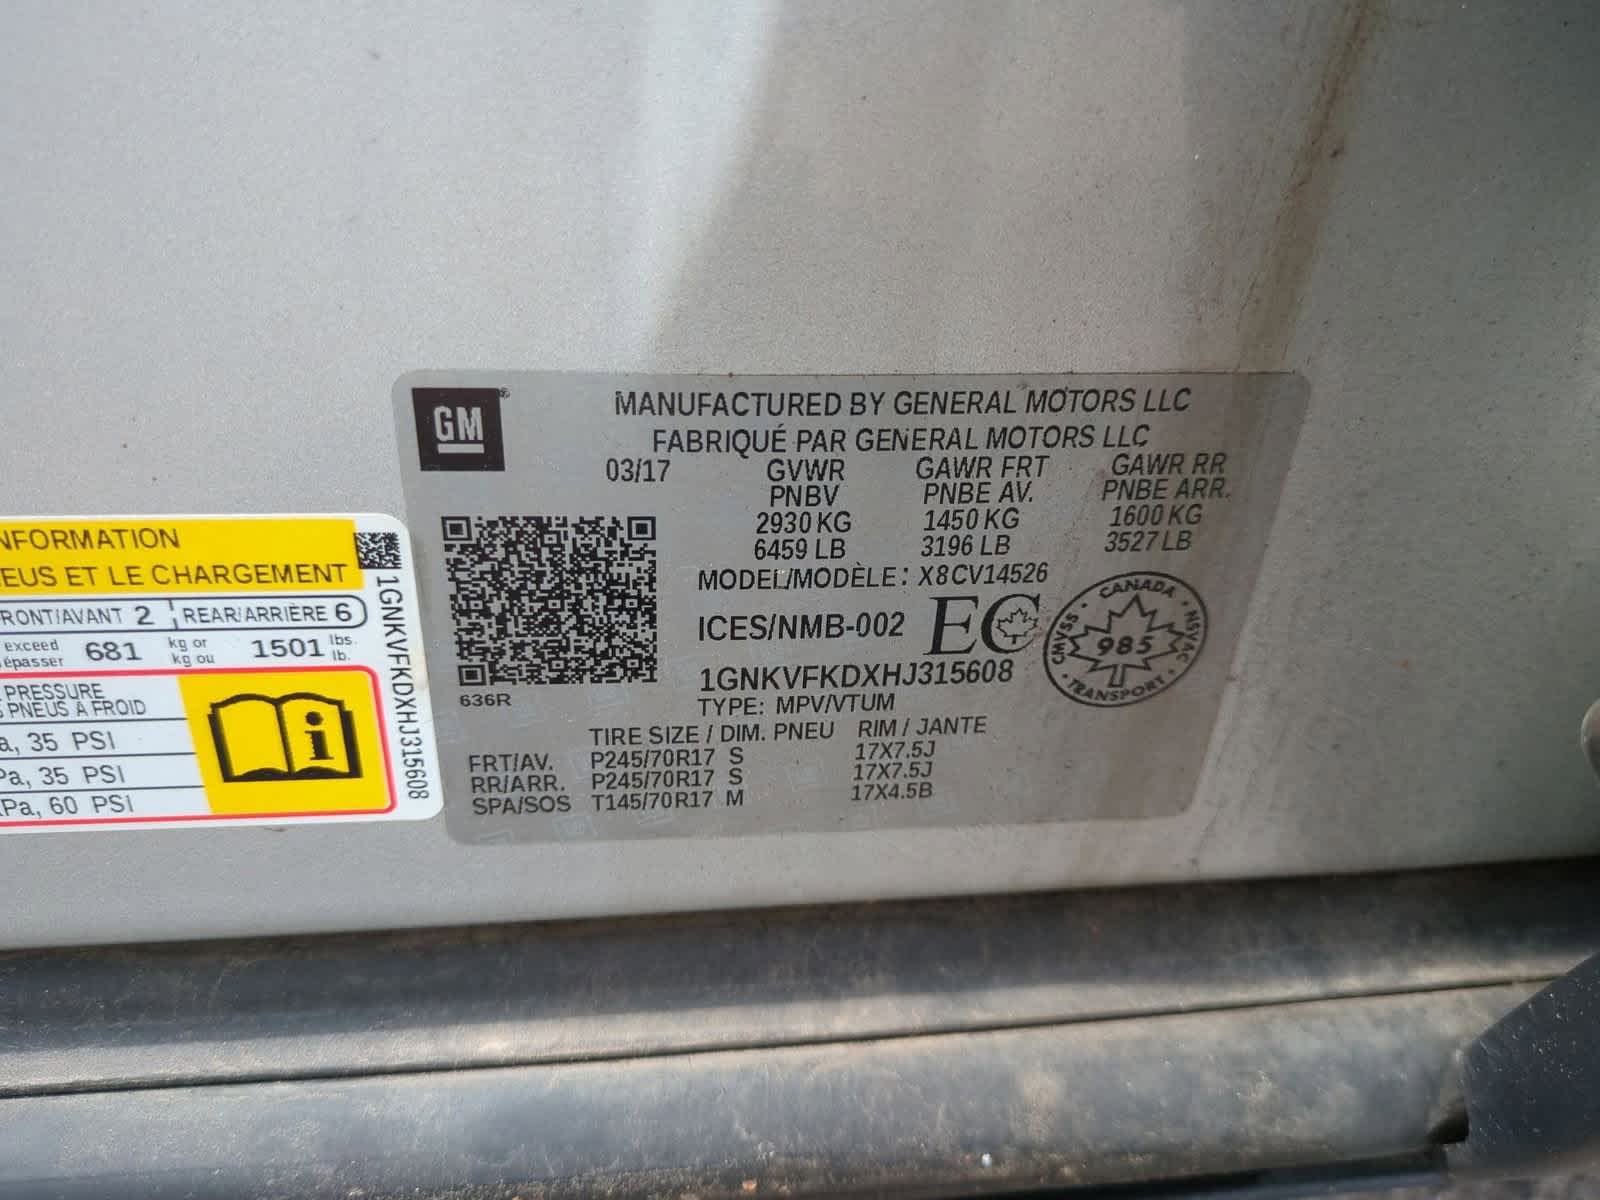 GM
MANUFACTURED BY GENERAL MOTORS LLC
FABRIQUÉ PAR GENERAL MOTORS LLC
03/17 GVWR GAWR FRT GAWR RR
PNBV PNBE AV. PNBE ARR.
2930 KG 1450 KG 1600 KG
6459 LB 3196 LB 3527 LB
MODEL/MODÈLE: X8CV14526
ICES/NMB-002 EC
1GNKVFKDXHJ315608
TYPE: MPV/VTUM
636R
CANADA
CMVSS 985 NSVAC
TRANSPORT
TIRE SIZE / DIM. PNEU RIM / JANTE
FRT/AV. P245/70R17 S 17X7.5J
RR/ARR. P245/70R17 S 17X7.5J
SPA/SOS T145/70R17 M 17X4.5B
NFORMATION
EUS ET LE CHARGEMENT
RONT/AVANT 2 REAR/ARRIÈRE 6
exceed 681 kg or 1501 lbs.
épasser kg ou lb.
PRESSURE
S PNEUS À FROID
a, 35 PSI
Pa, 35 PSI
Pa, 60 PSI
1GNKVFKDXHJ315608